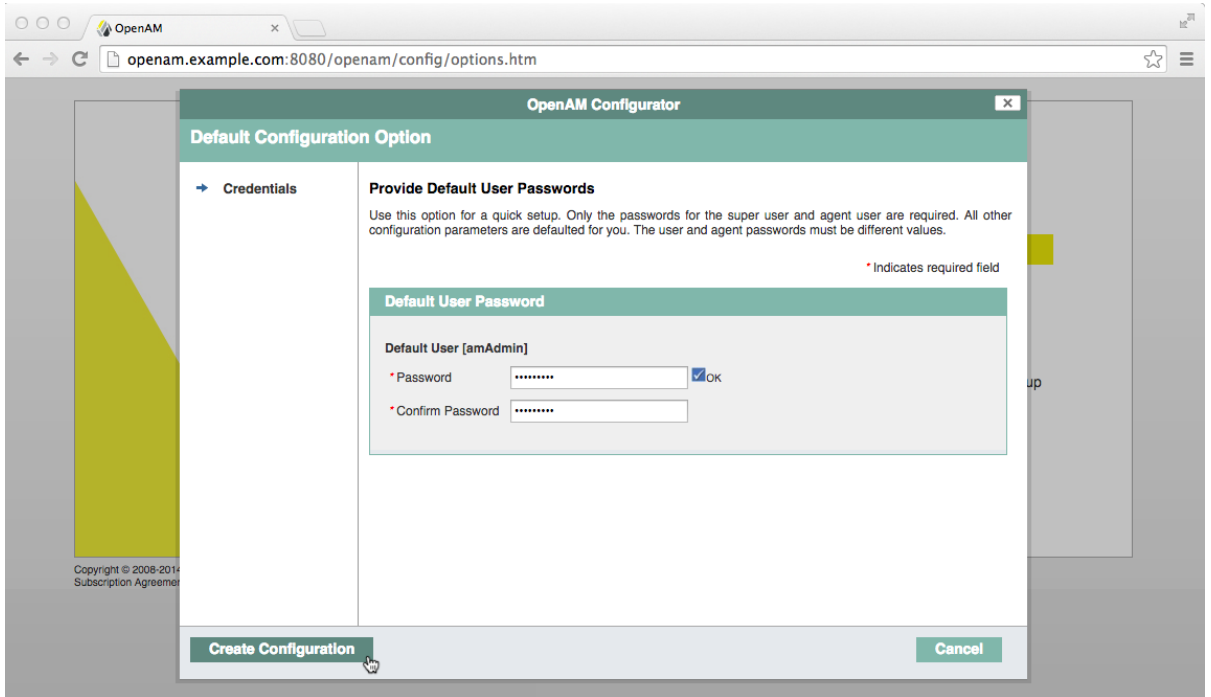 OpenAM
openam.example.com:8080/openam/config/options.htm
OpenAM Configurator
Default Configuration Option
Credentials
Provide Default User Passwords
Use this option for a quick setup. Only the passwords for the super user and agent user are required. All other
configuration parameters are defaulted for you. The user and agent passwords must be different values.
* Indicates required field
Default User Password
Default User [amAdmin]
* Password ••••••••• OK
* Confirm Password •••••••••
up
Copyright © 2008-2014
Subscription Agreemen
Create Configuration
Cancel